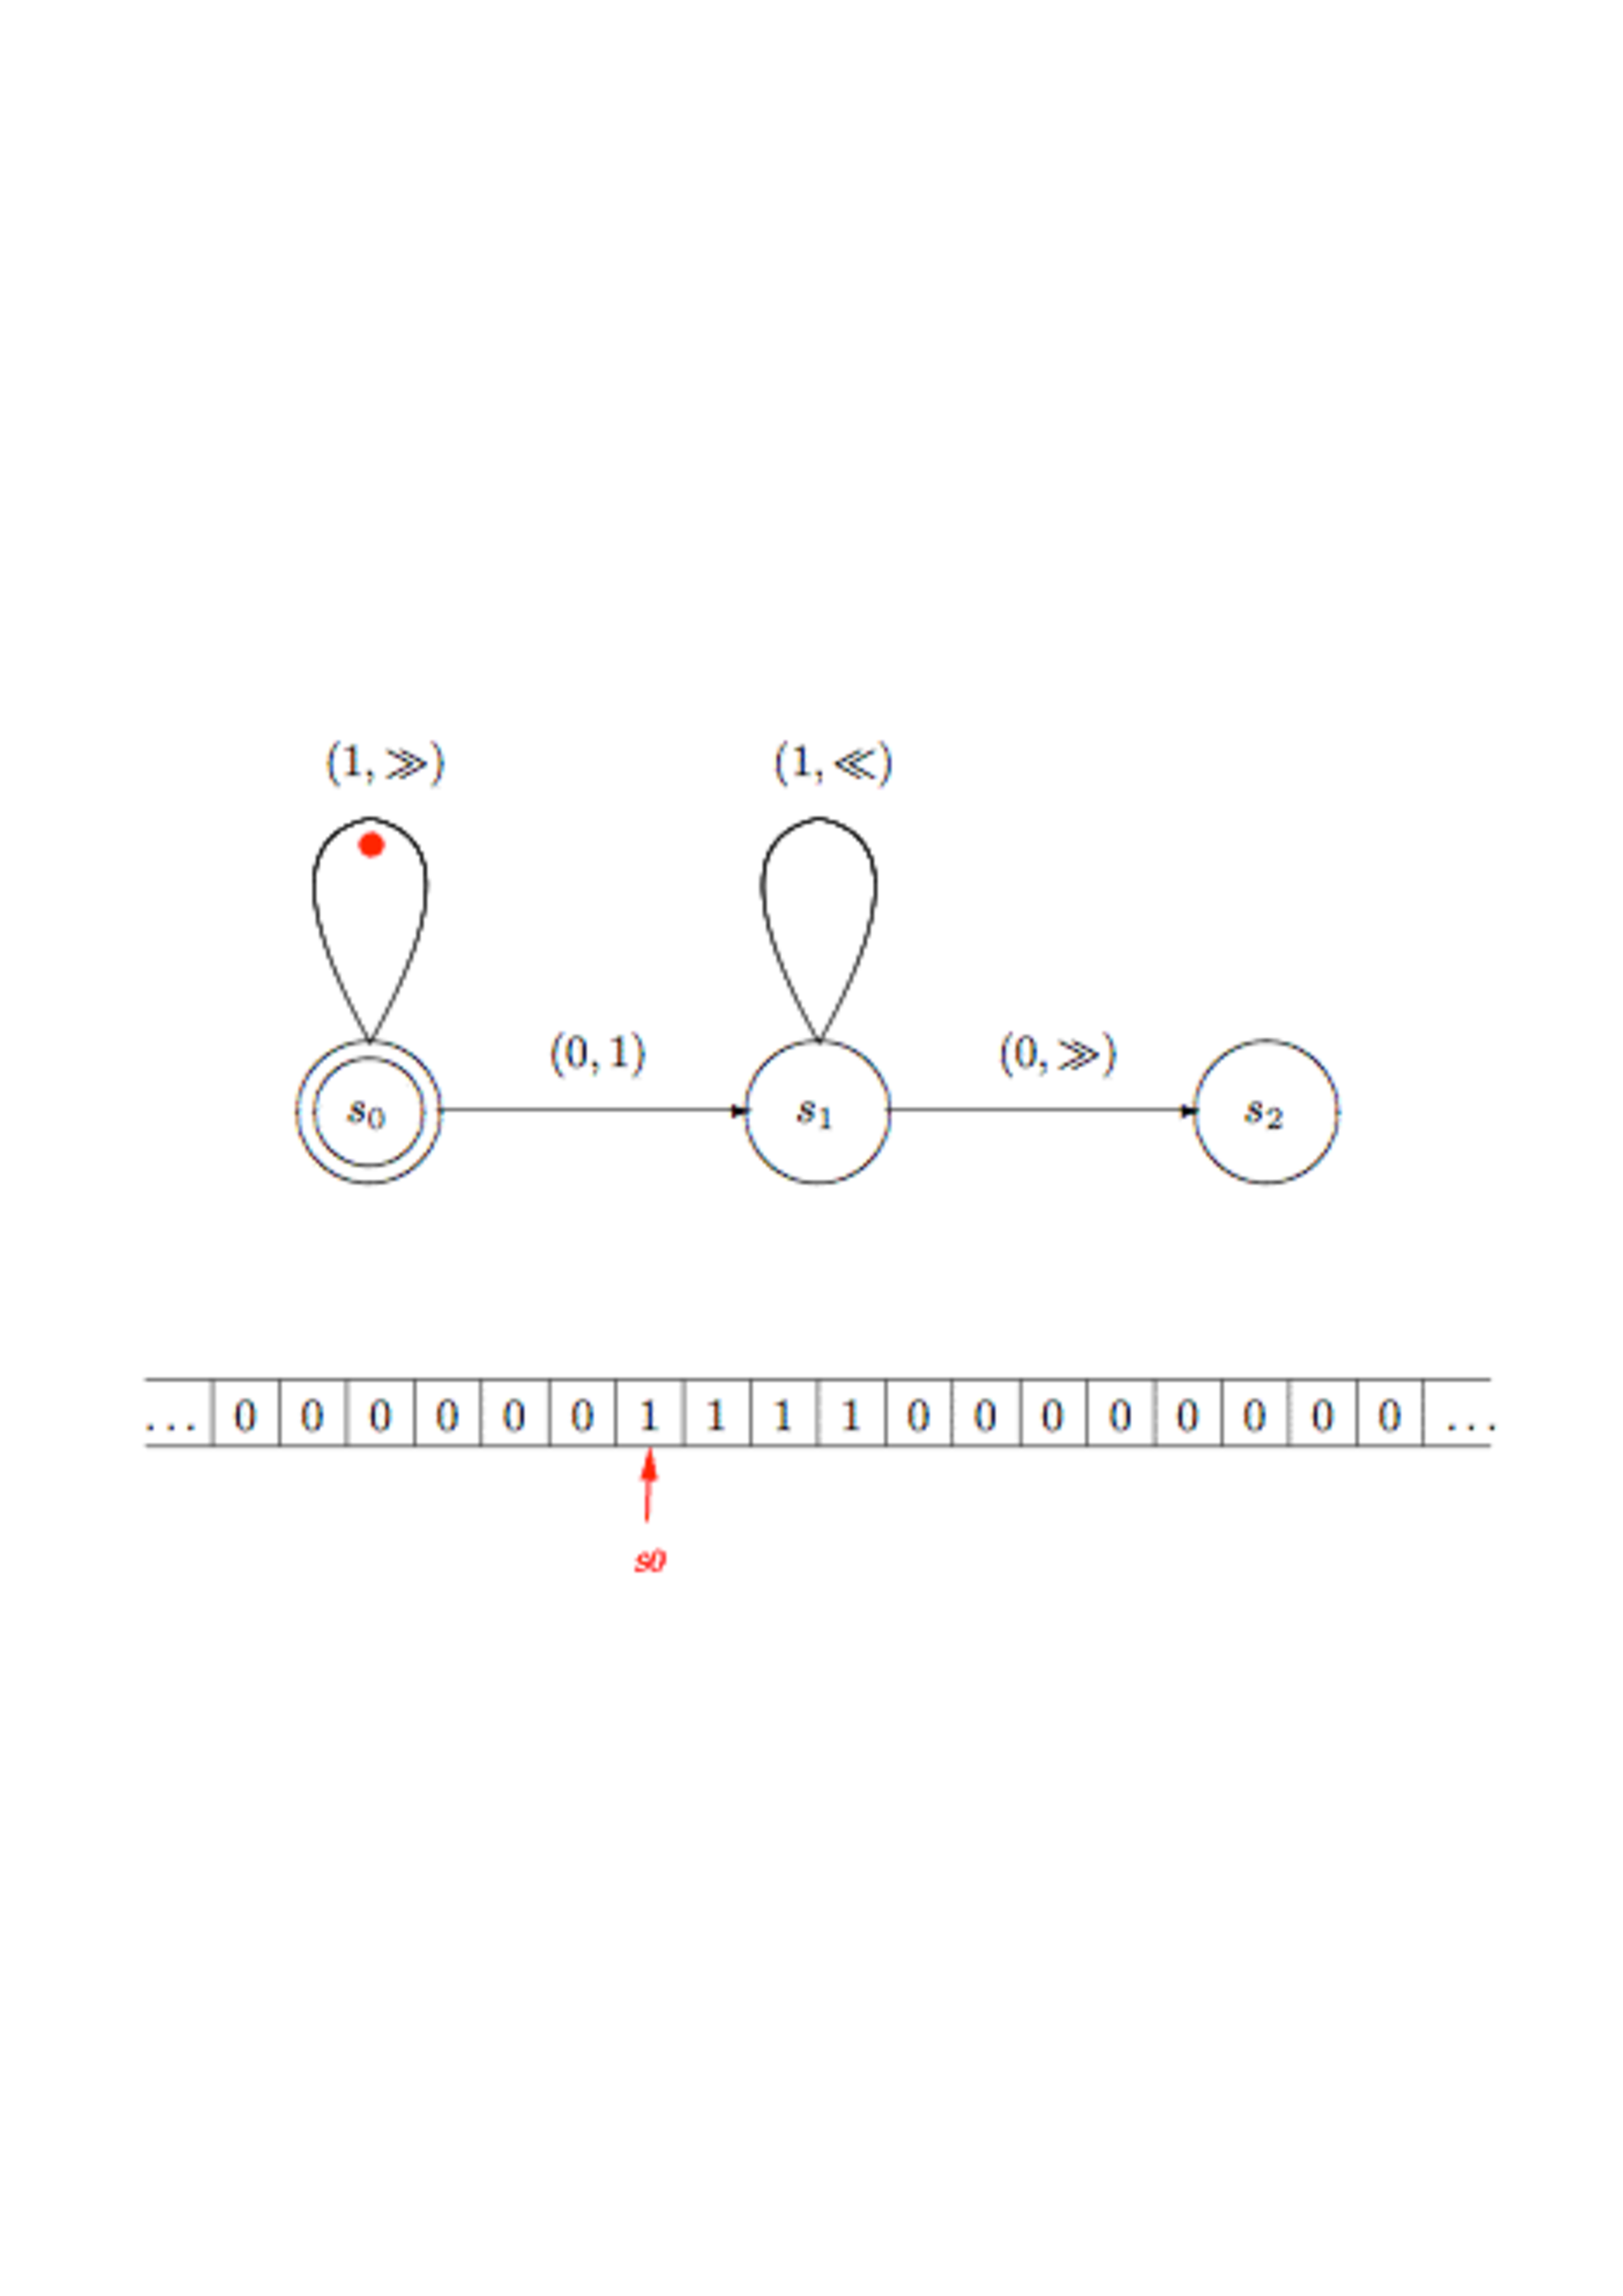 (1, ≫) (1, ≪)
(0, 1) (0, ≫)
s₀ s₁ s₂
... 0 0 0 0 0 0 1 1 1 1 0 0 0 0 0 0 0 0 ...
s0